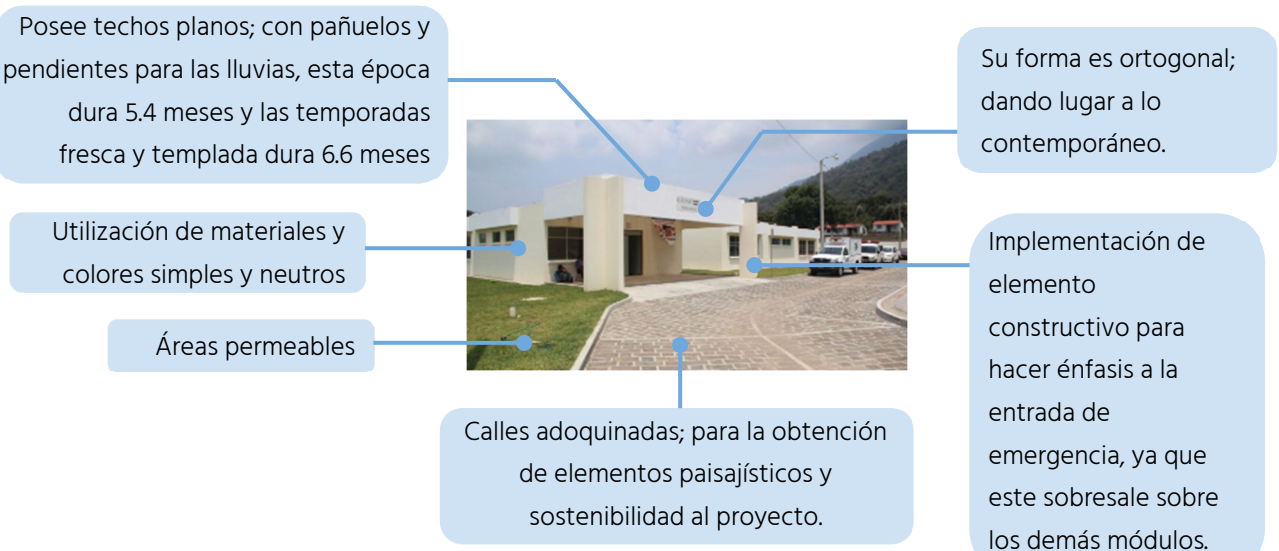 Posee techos planos; con pañuelos y
pendientes para las lluvias, esta época
dura 5.4 meses y las temporadas
fresca y templada dura 6.6 meses
Su forma es ortogonal;
dando lugar a lo
contemporáneo.
Utilización de materiales y
colores simples y neutros
Áreas permeables
Implementación de
elemento
constructivo para
hacer énfasis a la
entrada de
emergencia, ya que
este sobresale sobre
los demás módulos.
Calles adoquinadas; para la obtención
de elementos paisajísticos y
sostenibilidad al proyecto.